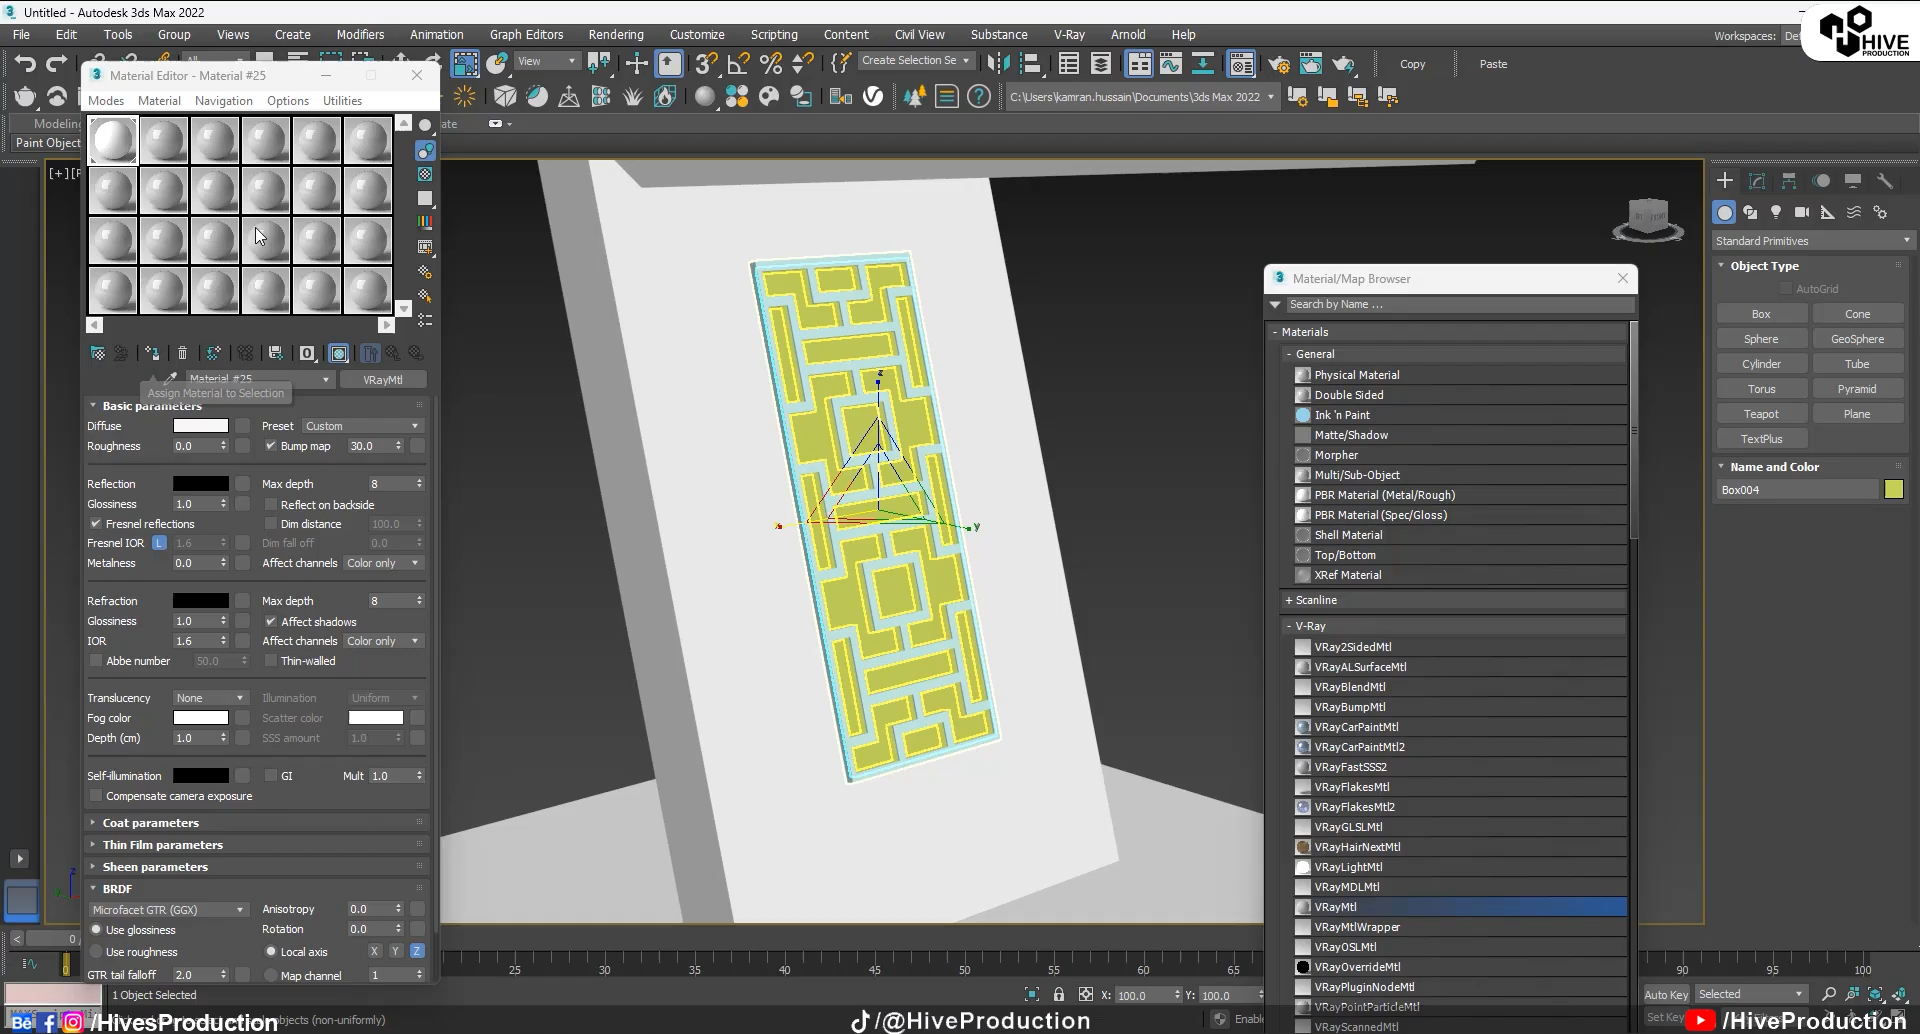 Untitled - Autodesk 3ds Max 2022
File Edit Tools Group Views Create Modifiers Animation Graph Editors Rendering Customize Scripting Content Civil View Substance V-Ray Arnold Help
Workspaces:
HIVE
PRODUCTION
View
Create Selection Se
Copy
Paste
Material Editor - Material #25
Modes Material Navigation Options Utilities
C:\Users\kamran.hussain\Documents\3ds Max 2022
Paint Object
Material #25
VRayMtl
Assign Material to Selection
Basic parameters
Diffuse Preset Custom
Roughness 0.0 Bump map 30.0
Reflection Max depth 8
Glossiness 1.0 Reflect on backside
Fresnel reflections Dim distance 100.0
Fresnel IOR L 1.6 Dim fall off 0.0
Metalness 0.0 Affect channels Color only
Refraction Max depth 8
Glossiness 1.0 Affect shadows
IOR 1.6 Affect channels Color only
Abbe number 50.0 Thin-walled
Translucency None Illumination Uniform
Fog color Scatter color
Depth (cm) 1.0 SSS amount 1.0
Self-illumination GI Mult 1.0
Compensate camera exposure
Coat parameters
Thin Film parameters
Sheen parameters
BRDF
Microfacet GTR (GGX) Anisotropy 0.0
Use glossiness Rotation 0.0
Use roughness Local axis X Y Z
GTR tail falloff 2.0 Map channel 1
z
x
y
Material/Map Browser
Search by Name ...
- Materials
- General
Physical Material
Double Sided
Ink 'n Paint
Matte/Shadow
Morpher
Multi/Sub-Object
PBR Material (Metal/Rough)
PBR Material (Spec/Gloss)
Shell Material
Top/Bottom
XRef Material
+ Scanline
- V-Ray
VRay2SidedMtl
VRayALSurfaceMtl
VRayBlendMtl
VRayBumpMtl
VRayCarPaintMtl
VRayCarPaintMtl2
VRayFastSSS2
VRayFlakesMtl
VRayFlakesMtl2
VRayGLSLMtl
VRayHairNextMtl
VRayLightMtl
VRayMDLMtl
VRayMtl
VRayMtlWrapper
VRayOSLMtl
VRayOverrideMtl
VRayPluginNodeMtl
VRayPointParticleMtl
VRayScannedMtl
Standard Primitives
Object Type
AutoGrid
Box Cone
Sphere GeoSphere
Cylinder Tube
Torus Pyramid
Teapot Plane
TextPlus
Name and Color
Box004
25 30 35 40 45 50 55 60 65 90 95 100
1 Object Selected
X: 100.0 Y: 100.0
Auto Key Selected
Set Key
objects (non-uniformly)
Bē /HivesProduction
/@HiveProduction
/HiveProduction